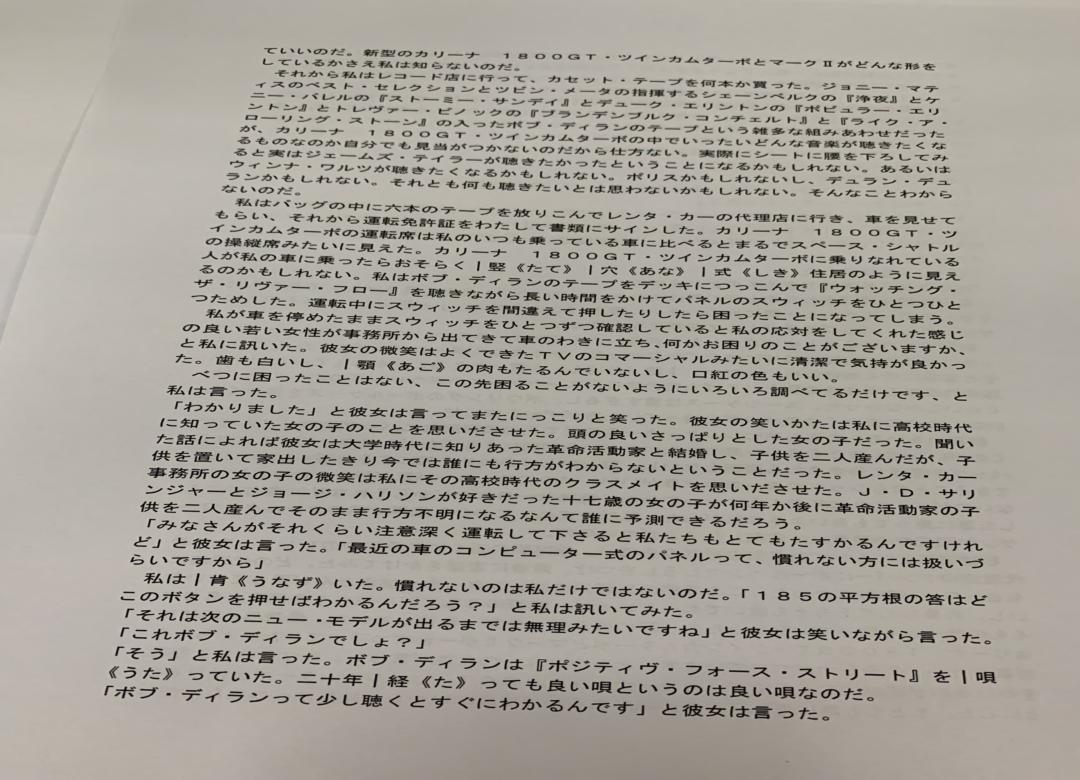 ていいのだ。新型のカリーナ　１８００ＧＴ・ツインカムターボとマークⅡがどんな形を
しているかさえ私は知らないのだ。
　それから私はレコード店に行って、カセット・テープを何本か買った。ジョニー・マテ
ィスのベスト・セレクションとツビン・メータの指揮するシェーンベルクの『浄夜』とケ
ニー・バレルの『ストーミー・サンデイ』とデューク・エリントンの『ポピュラー・エリ
ントン』とトレヴァー・ピノックの『ブランデンブルク・コンチェルト』と『ライク・ア・
ローリング・ストーン』の入ったボブ・ディランのテープという雑多な組みあわせだった
が、カリーナ　１８００ＧＴ・ツインカムターボの中でいったいどんな音楽が聴きたくな
るものなのか自分でも見当がつかないのだから仕方ない。実際にシートに腰を下ろしてみ
ると実はジェームズ・テイラーが聴きたかったということになるかもしれない。あるいは
ウィンナ・ワルツが聴きたくなるかもしれない。ポリスかもしれないし、デュラン・デュ
ランかもしれない。それとも何も聴きたいとは思わないかもしれない。そんなことわから
ないのだ。
　私はバッグの中に六本のテープを放りこんでレンタ・カーの代理店に行き、車を見せて
もらい、それから運転免許証をわたして書類にサインした。カリーナ　１８００ＧＴ・ツ
インカムターボの運転席は私のいつも乗っている車に比べるとまるでスペース・シャトル
の操縦席みたいに見えた。カリーナ　１８００ＧＴ・ツインカムターボに乗りなれている
人が私の車に乗ったらおそらく｜竪《たて》｜穴《あな》｜式《しき》住居のように見え
るのかもしれない。私はボブ・ディランのテープをデッキにつっこんで『ウォッチング・
ザ・リヴァー・フロー』を聴きながら長い時間をかけてパネルのスウィッチをひとつひと
つためした。運転中にスウィッチを間違えて押したりしたら困ったことになってしまう。
　私が車を停めたままスウィッチをひとつずつ確認していると私の応対をしてくれた感じ
の良い若い女性が事務所から出てきて車のわきに立ち、何かお困りのことがございますか、
と私に訊いた。彼女の微笑はよくできたＴＶのコマーシャルみたいに清潔で気持が良かっ
た。歯も白いし、｜顎《あご》の肉もたるんでいないし、口紅の色もいい。
　べつに困ったことはない、この先困ることがないようにいろいろ調べてるだけです、と
私は言った。
「わかりました」と彼女は言ってまたにっこりと笑った。彼女の笑いかたは私に高校時代
に知っていた女の子のことを思いださせた。頭の良いさっぱりとした女の子だった。聞い
た話によれば彼女は大学時代に知りあった革命活動家と結婚し、子供を二人産んだが、子
供を置いて家出したきり今では誰にも行方がわからないということだった。レンタ・カー
事務所の女の子の微笑は私にその高校時代のクラスメイトを思いださせた。Ｊ・Ｄ・サリ
ンジャーとジョージ・ハリソンが好きだった十七歳の女の子が何年か後に革命活動家の子
供を二人産んでそのまま行方不明になるなんて誰に予測できるだろう。
「みなさんがそれくらい注意深く運転して下さると私たちもとてもたすかるんですけれ
ど」と彼女は言った。「最近の車のコンピューター式のパネルって、慣れない方には扱いづ
らいですから」
　私は｜肯《うなず》いた。慣れないのは私だけではないのだ。「１８５の平方根の答はど
このボタンを押せばわかるんだろう？」と私は訊いてみた。
「それは次のニュー・モデルが出るまでは無理みたいですね」と彼女は笑いながら言った。
「これボブ・ディランでしょ？」
「そう」と私は言った。ボブ・ディランは『ポジティヴ・フォース・ストリート』を｜唄
《うた》っていた。二十年｜経《た》っても良い唄というのは良い唄なのだ。
「ボブ・ディランって少し聴くとすぐにわかるんです」と彼女は言った。